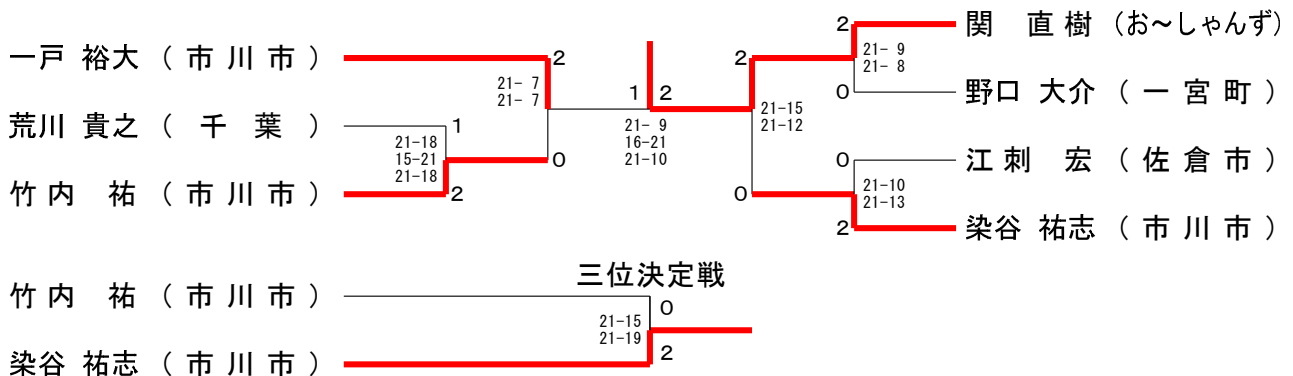 関 直樹 (お～しゃんず)
2
21- 9
21- 8
一戸 裕大 ( 市 川 市 )
2
2
21- 7
21- 7
0
野口 大介 ( 一 宮 町 )
1 2
21-15
21-12
荒川 貴之 ( 千 葉 )
1
21- 9
16-21
21-10
21-18
15-21
21-18
0
0
江刺 宏 ( 佐 倉 市 )
竹内 祐 ( 市 川 市 )
2
0
21-10
21-13
2
染谷 祐志 ( 市 川 市 )
三位決定戦
竹内 祐 ( 市 川 市 )
0
21-15
21-19
2
染谷 祐志 ( 市 川 市 )